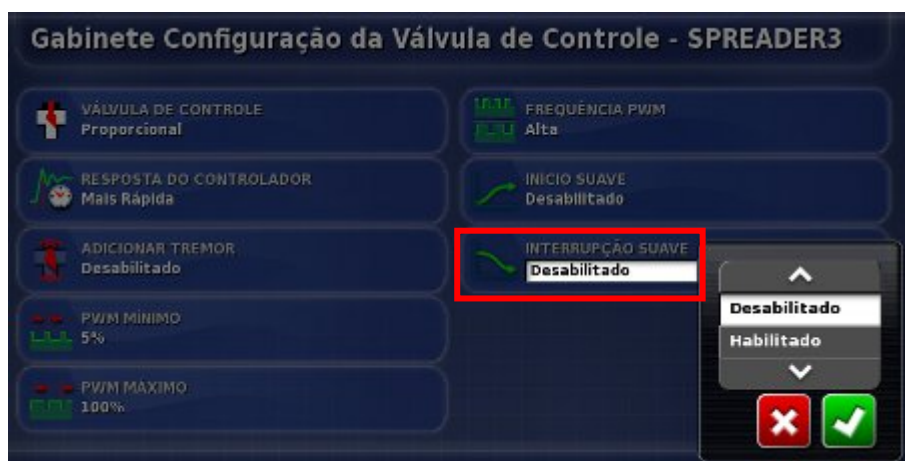 Gabinete Configuração da Válvula de Controle - SPREADER3
VÁLVULA DE CONTROLE
Proporcional
RESPOSTA DO CONTROLADOR
Mais Rápida
ADICIONAR TREMOR
Desabilitado
PWM MÍNIMO
5%
PWM MÁXIMO
100%
FREQUÊNCIA PWM
Alta
INICIO SUAVE
Desabilitado
INTERRUPÇÃO SUAVE
Desabilitado
Desabilitado
Habilitado